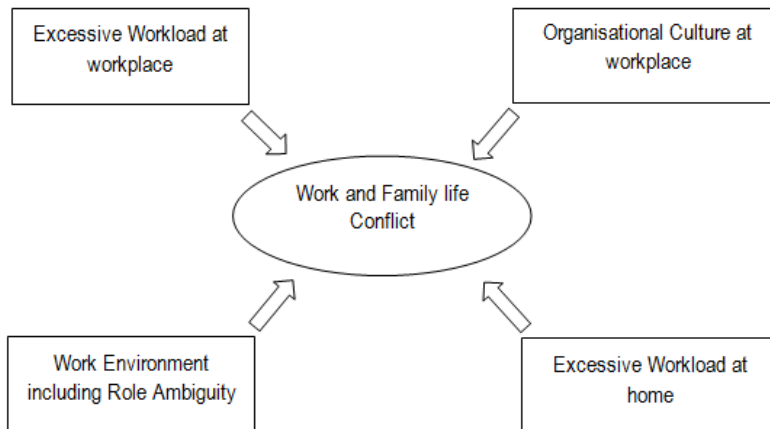 Excessive Workload at
workplace
Organisational Culture at
workplace
Work and Family life
Conflict
Work Environment
including Role Ambiguity
Excessive Workload at
home